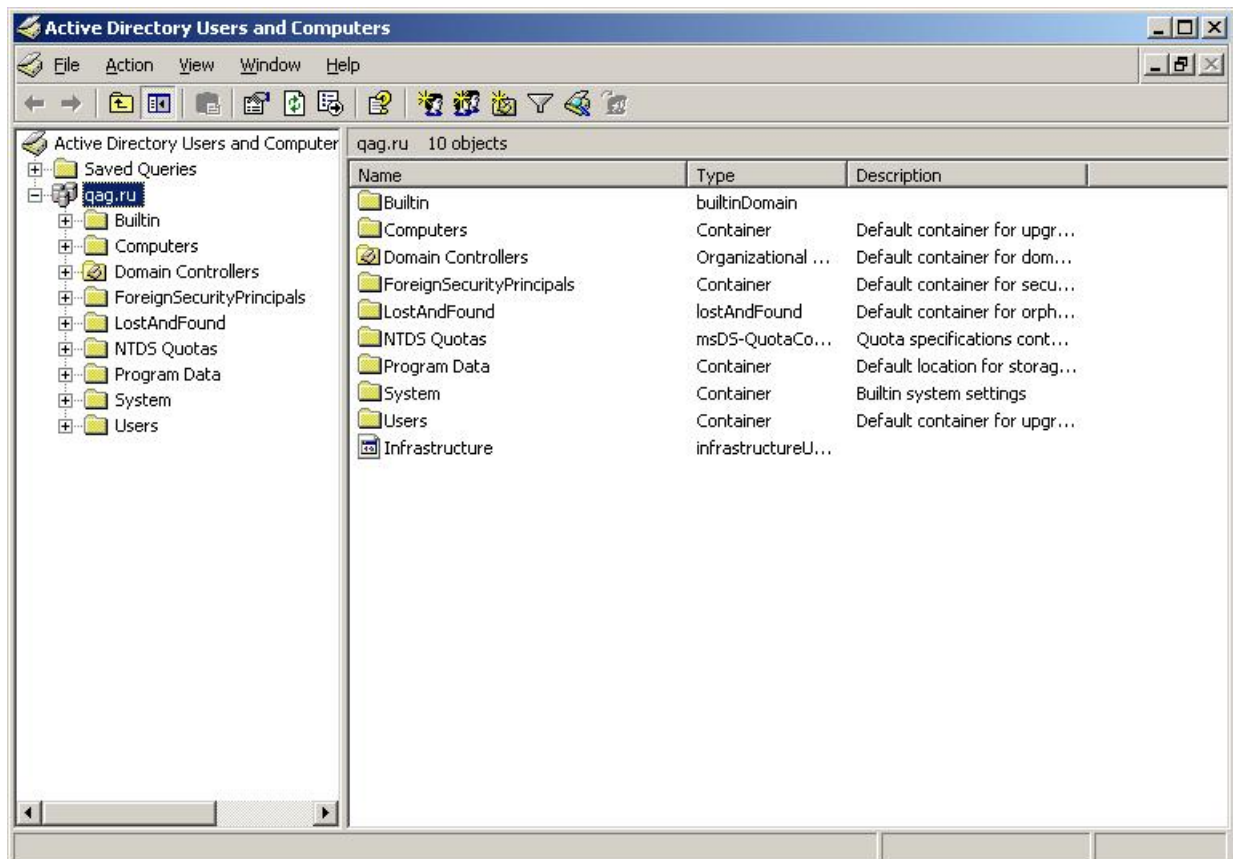 Active Directory Users and Computers
File Action View Window Help
Active Directory Users and Computer
Saved Queries
qag.ru
Builtin
Computers
Domain Controllers
ForeignSecurityPrincipals
LostAndFound
NTDS Quotas
Program Data
System
Users
qag.ru 10 objects
Name Type Description
Builtin builtinDomain
Computers Container Default container for upgr...
Domain Controllers Organizational ... Default container for dom...
ForeignSecurityPrincipals Container Default container for secu...
LostAndFound lostAndFound Default container for orph...
NTDS Quotas msDS-QuotaCo... Quota specifications cont...
Program Data Container Default location for storag...
System Container Builtin system settings
Users Container Default container for upgr...
Infrastructure infrastructureU...